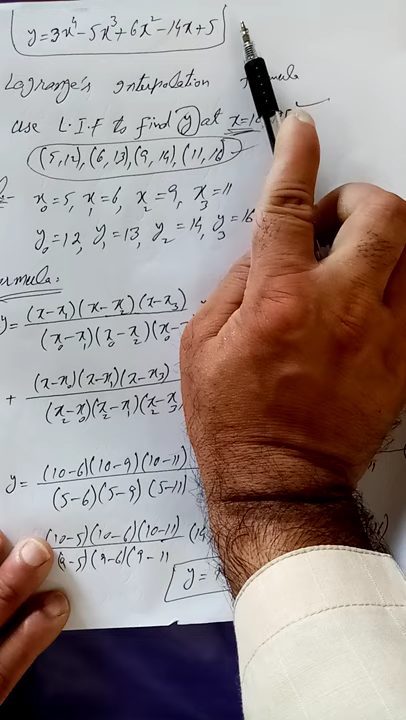 y=3x⁴-5x³+6x²-14x+5
Lagrange's interpolation
Use L.I.F to find y at
(5,12), (6,13), (9,14), (11,16)
x₀=5, x₁=6, x₂=9, x₃=11
y₀=12, y₁=13, y₂=14, y₃=16
y=(x-x₁)(x-x₂)(x-x₃)
(x₀-x₁)(x₀-x₂)(x₀-
+ (x-x₀)(x-x₁)(x-x₃)
(x₂-x₀)(x₂-x₁)(x₂-x₃)
y=(10-6)(10-9)(10-11)
(5-6)(5-9)(5-11)
(10-5)(10-6)(10-11)
(9-6)(9-11
y=